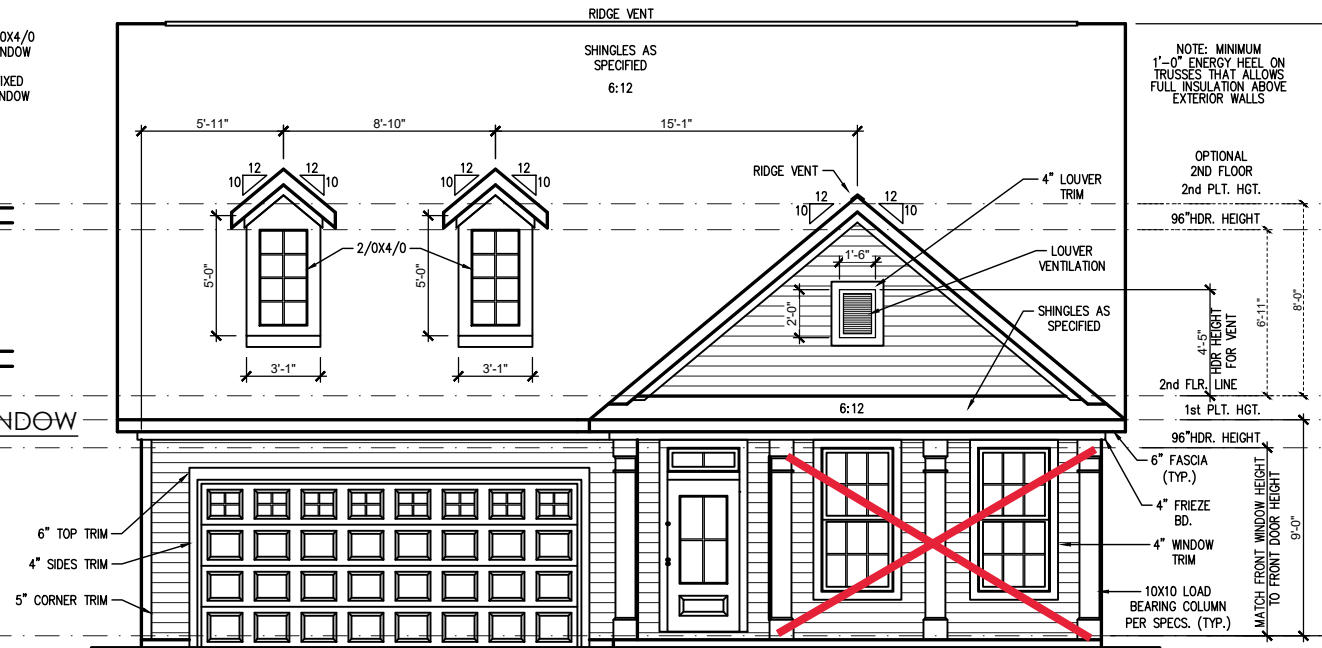 RIDGE VENT
0X4/0
NDOW
IXED
NDOW
SHINGLES AS
SPECIFIED
6:12
NOTE: MINIMUM
1'-0" ENERGY HEEL ON
TRUSSES THAT ALLOWS
FULL INSULATION ABOVE
EXTERIOR WALLS
5'-11"
8'-10"
15'-1"
OPTIONAL
2ND FLOOR
2nd PLT. HGT.
12
12
10
10
12
12
10
10
RIDGE VENT
12
12
10
10
4" LOUVER
TRIM
96"HDR. HEIGHT
2/0X4/0
5'-0"
5'-0"
1'-6"
2'-0"
LOUVER
VENTILATION
SHINGLES AS
SPECIFIED
4'-5"
HDR HEIGHT
FOR VENT
6'-11"
8'-0"
3'-1"
3'-1"
2nd FLR. LINE
6:12
1st PLT. HGT.
NDOW
96"HDR. HEIGHT
6" FASCIA
(TYP.)
4" FRIEZE
BD.
4" WINDOW
TRIM
10X10 LOAD
BEARING COLUMN
PER SPECS. (TYP.)
MATCH FRONT WINDOW HEIGHT
TO FRONT DOOR HEIGHT
9'-0"
6" TOP TRIM
4" SIDES TRIM
5" CORNER TRIM